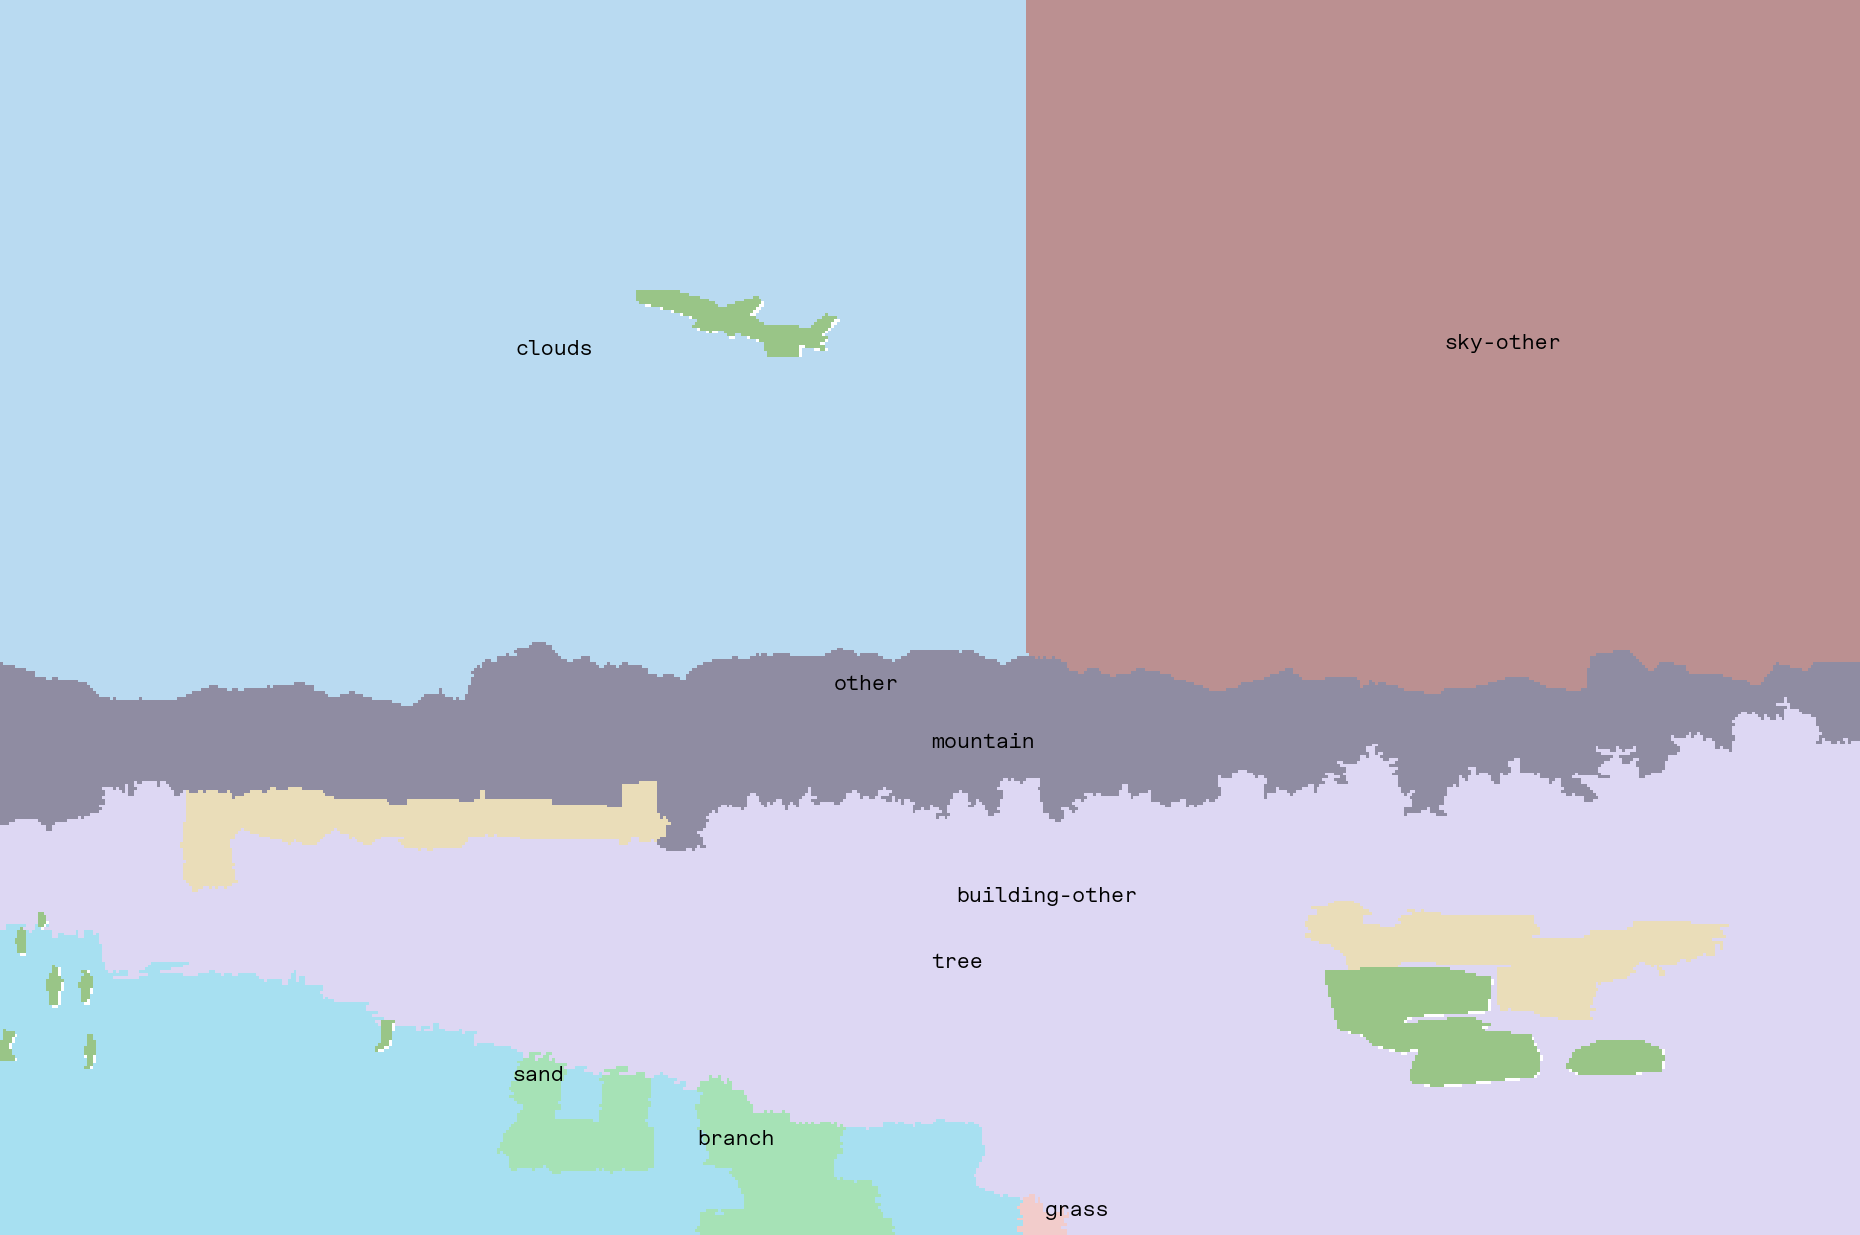 clouds
sky-other
other
mountain
building-other
tree
sand
branch
grass